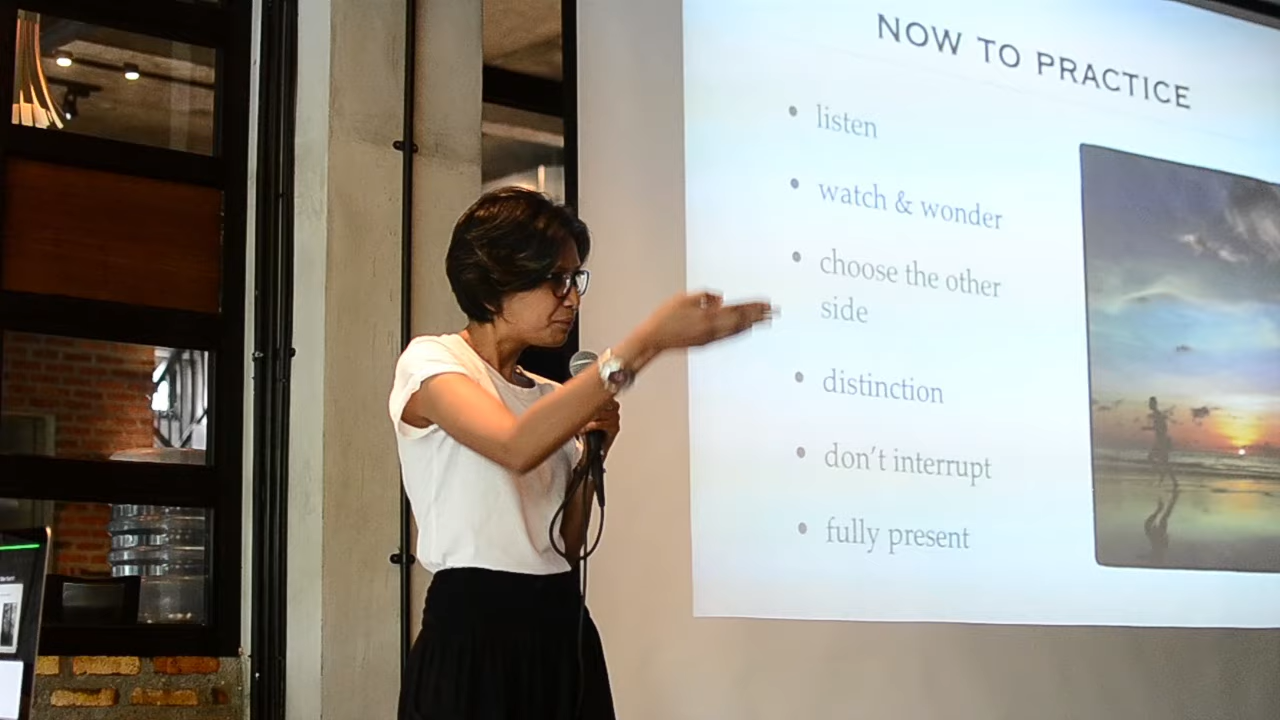 NOW TO PRACTICE
• listen
• watch & wonder
• choose the other
side
• distinction
• don't interrupt
• fully present